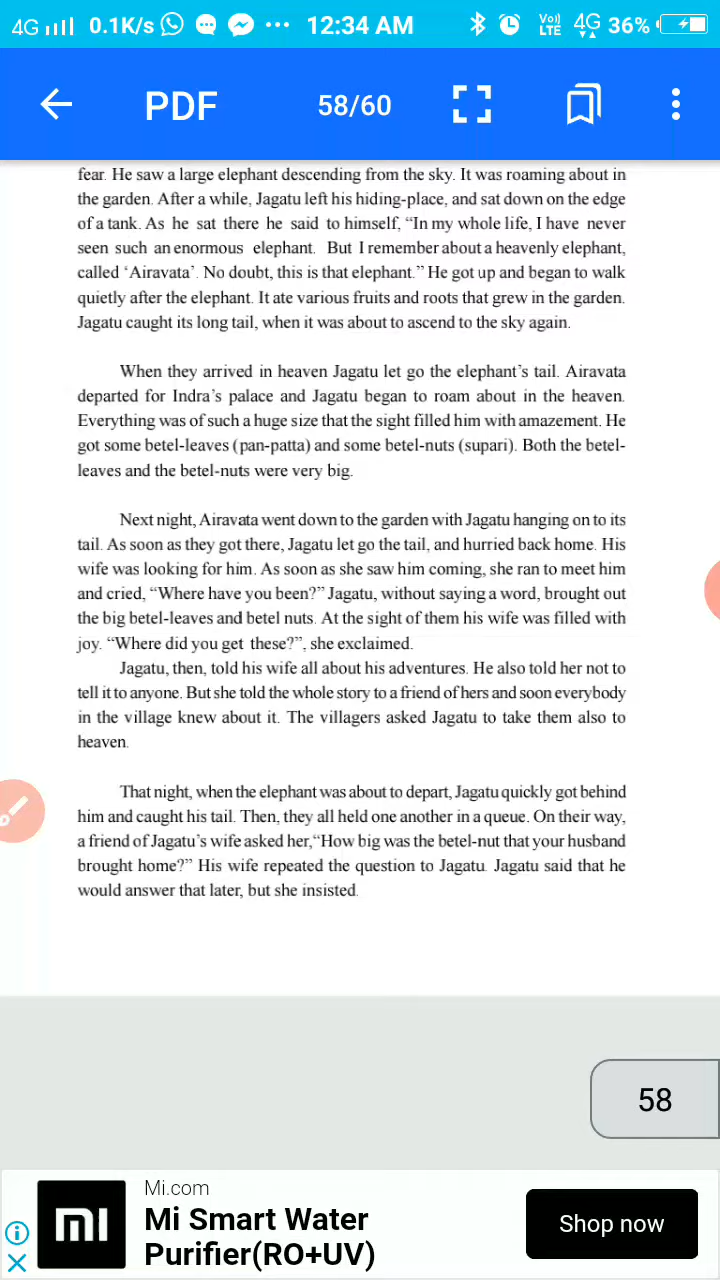 4G 0.1K/s ... 12:34 AM Vo) LTE 4G 36%
PDF 58/60
fear. He saw a large elephant descending from the sky. It was roaming about in
the garden. After a while, Jagatu left his hiding-place, and sat down on the edge
of a tank. As he sat there he said to himself, “In my whole life, I have never
seen such an enormous elephant. But I remember about a heavenly elephant,
called ‘Airavata’. No doubt, this is that elephant.” He got up and began to walk
quietly after the elephant. It ate various fruits and roots that grew in the garden.
Jagatu caught its long tail, when it was about to ascend to the sky again.
When they arrived in heaven Jagatu let go the elephant’s tail. Airavata
departed for Indra’s palace and Jagatu began to roam about in the heaven.
Everything was of such a huge size that the sight filled him with amazement. He
got some betel-leaves (pan-patta) and some betel-nuts (supari). Both the betel-
leaves and the betel-nuts were very big.
Next night, Airavata went down to the garden with Jagatu hanging on to its
tail. As soon as they got there, Jagatu let go the tail, and hurried back home. His
wife was looking for him. As soon as she saw him coming, she ran to meet him
and cried, “Where have you been?” Jagatu, without saying a word, brought out
the big betel-leaves and betel nuts. At the sight of them his wife was filled with
joy. “Where did you get these?”, she exclaimed.
Jagatu, then, told his wife all about his adventures. He also told her not to
tell it to anyone. But she told the whole story to a friend of hers and soon everybody
in the village knew about it. The villagers asked Jagatu to take them also to
heaven.
That night, when the elephant was about to depart, Jagatu quickly got behind
him and caught his tail. Then, they all held one another in a queue. On their way,
a friend of Jagatu’s wife asked her,“How big was the betel-nut that your husband
brought home?” His wife repeated the question to Jagatu. Jagatu said that he
would answer that later, but she insisted.
58
Mi.com
Mi Smart Water
Purifier(RO+UV)
Shop now